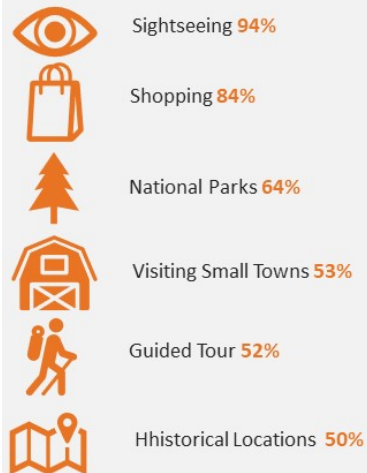 Sightseeing 94%
Shopping 84%
National Parks 64%
Visiting Small Towns 53%
Guided Tour 52%
Hhistorical Locations 50%